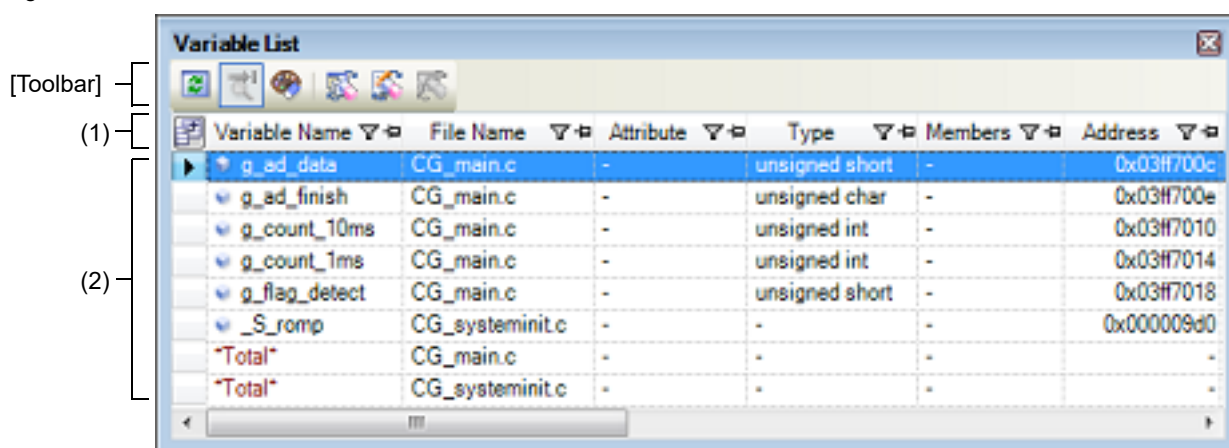 Variable List
[Toolbar]
(1) Variable Name File Name Attribute Type Members Address
g_ad_data CG_main.c - unsigned short - 0x03ff700c
g_ad_finish CG_main.c - unsigned char - 0x03ff700e
g_count_10ms CG_main.c - unsigned int - 0x03ff7010
g_count_1ms CG_main.c - unsigned int - 0x03ff7014
(2) g_flag_detect CG_main.c - unsigned short - 0x03ff7018
_S_romp CG_systeminit.c - - - 0x000009d0
*Total* CG_main.c - - - -
*Total* CG_systeminit.c - - - -